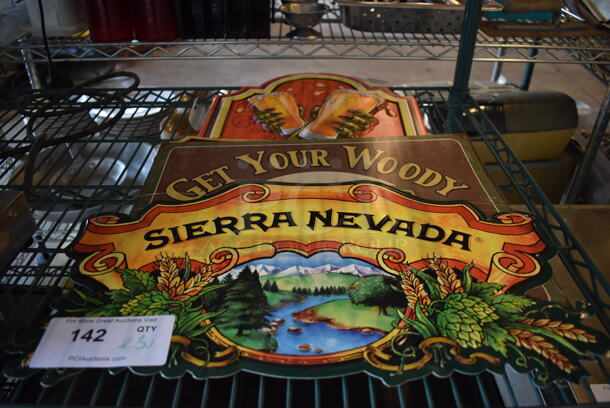 GET YOUR WOODY
SIERRA NEVADA®
For More Great Auctions Visit
142 QTY
PCIAuctions.com